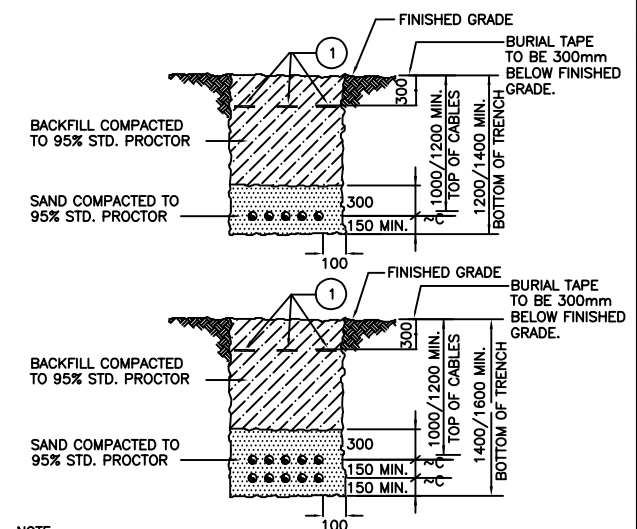 FINISHED GRADE
1
BURIAL TAPE
TO BE 300mm
BELOW FINISHED
GRADE.
300
BACKFILL COMPACTED
TO 95% STD. PROCTOR
1000/1200 MIN.
TOP OF CABLES
1200/1400 MIN.
BOTTOM OF TRENCH
SAND COMPACTED TO
95% STD. PROCTOR
300
150 MIN.
100
FINISHED GRADE
1
BURIAL TAPE
TO BE 300mm
BELOW FINISHED
GRADE.
300
BACKFILL COMPACTED
TO 95% STD. PROCTOR
1000/1200 MIN.
TOP OF CABLES
1400/1600 MIN.
BOTTOM OF TRENCH
SAND COMPACTED TO
95% STD. PROCTOR
300
150 MIN.
150 MIN.
100